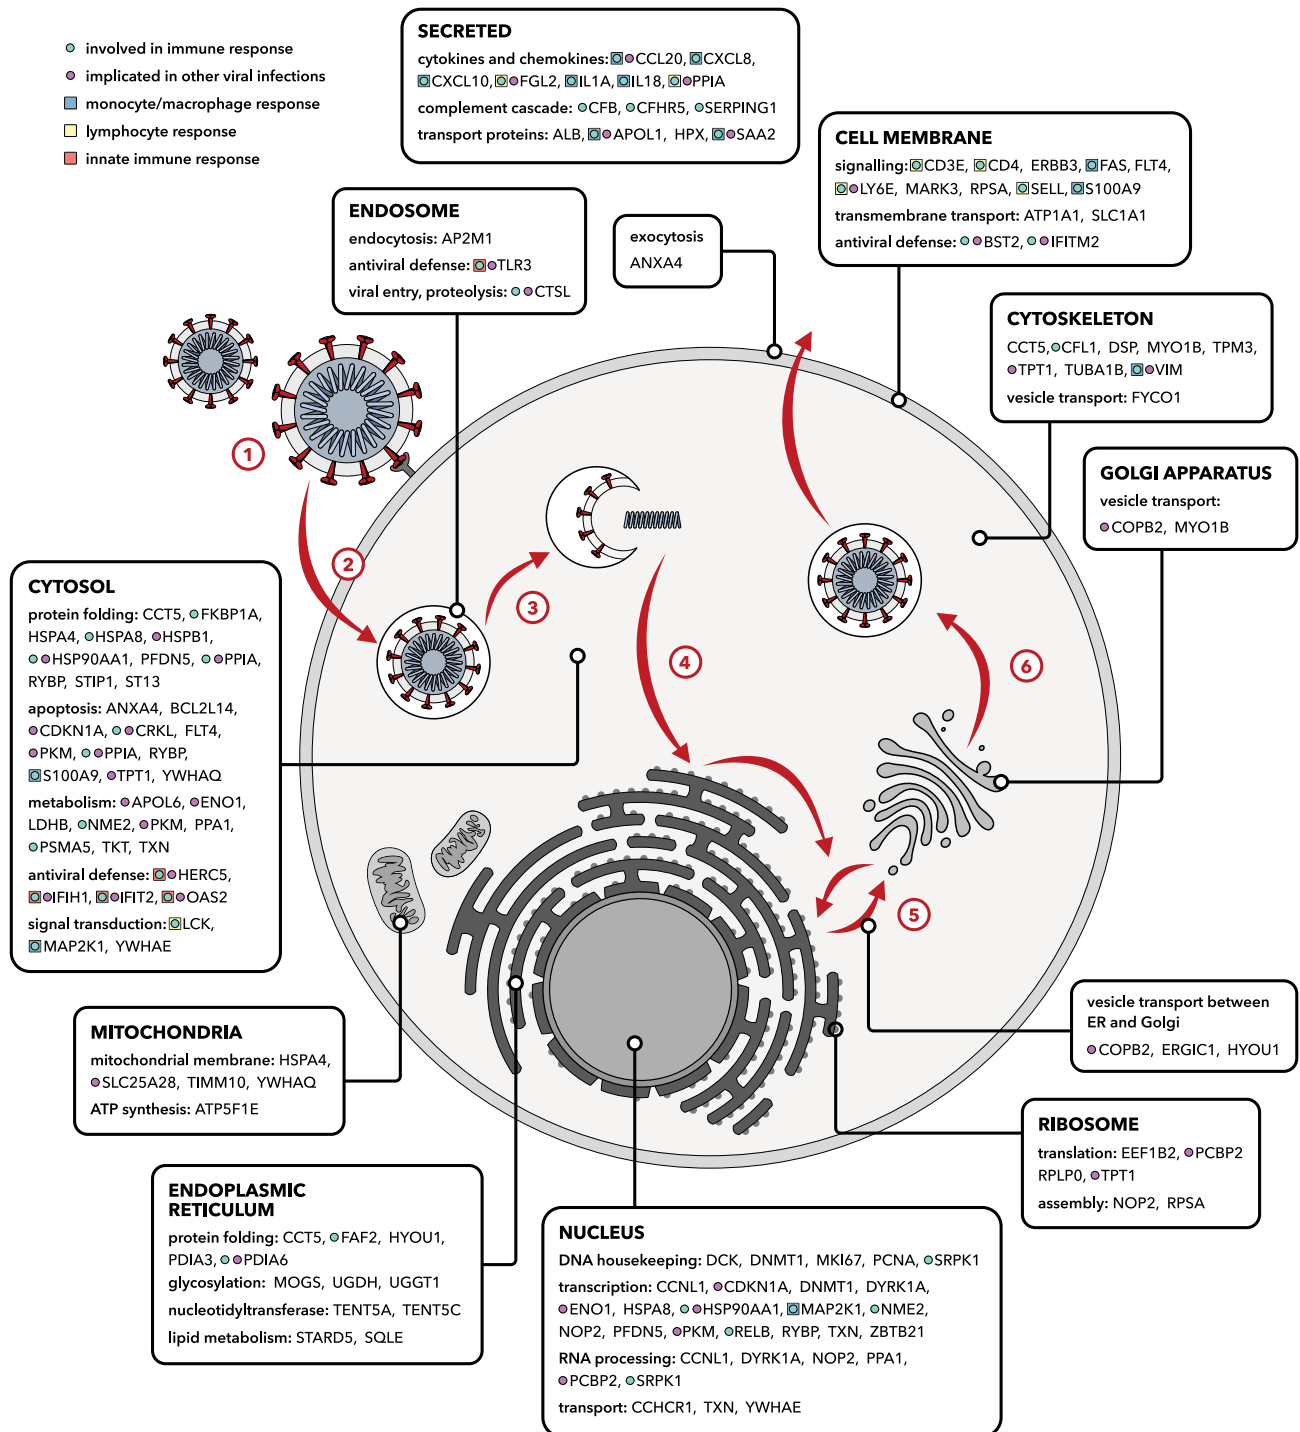 involved in immune response
implicated in other viral infections
monocyte/macrophage response
lymphocyte response
innate immune response
SECRETED
cytokines and chemokines: CCL20, CXCL8,
CXCL10, FGL2, IL1A, IL18, PPIA
complement cascade: CFB, CFHR5, SERPING1
transport proteins: ALB, APOL1, HPX, SAA2
CELL MEMBRANE
signalling: CD3E, CD4, ERBB3, FAS, FLT4,
LY6E, MARK3, RPSA, SELL, S100A9
transmembrane transport: ATP1A1, SLC1A1
antiviral defense: BST2, IFITM2
ENDOSOME
endocytosis: AP2M1
antiviral defense: TLR3
viral entry, proteolysis: CTSL
exocytosis
ANXA4
CYTOSKELETON
CCT5, CFL1, DSP, MYO1B, TPM3,
TPT1, TUBA1B, VIM
vesicle transport: FYCO1
GOLGI APPARATUS
vesicle transport:
COPB2, MYO1B
1
2
3
4
5
6
CYTOSOL
protein folding: CCT5, FKBP1A,
HSPA4, HSPA8, HSPB1,
HSP90AA1, PFDN5, PPIA,
RYBP, STIP1, ST13
apoptosis: ANXA4, BCL2L14,
CDKN1A, CRKL, FLT4,
PKM, PPIA, RYBP,
S100A9, TPT1, YWHAQ
metabolism: APOL6, ENO1,
LDHB, NME2, PKM, PPA1,
PSMA5, TKT, TXN
antiviral defense: HERC5,
IFIH1, IFIT2, OAS2
signal transduction: LCK,
MAP2K1, YWHAE
MITOCHONDRIA
mitochondrial membrane: HSPA4,
SLC25A28, TIMM10, YWHAQ
ATP synthesis: ATP5F1E
vesicle transport between
ER and Golgi
COPB2, ERGIC1, HYOU1
RIBOSOME
translation: EEF1B2, PCBP2
RPLP0, TPT1
assembly: NOP2, RPSA
ENDOPLASMIC
RETICULUM
protein folding: CCT5, FAF2, HYOU1,
PDIA3, PDIA6
glycosylation: MOGS, UGDH, UGGT1
nucleotidyltransferase: TENT5A, TENT5C
lipid metabolism: STARD5, SQLE
NUCLEUS
DNA housekeeping: DCK, DNMT1, MKI67, PCNA, SRPK1
transcription: CCNL1, CDKN1A, DNMT1, DYRK1A,
ENO1, HSPA8, HSP90AA1, MAP2K1, NME2,
NOP2, PFDN5, PKM, RELB, RYBP, TXN, ZBTB21
RNA processing: CCNL1, DYRK1A, NOP2, PPA1,
PCBP2, SRPK1
transport: CCHCR1, TXN, YWHAE